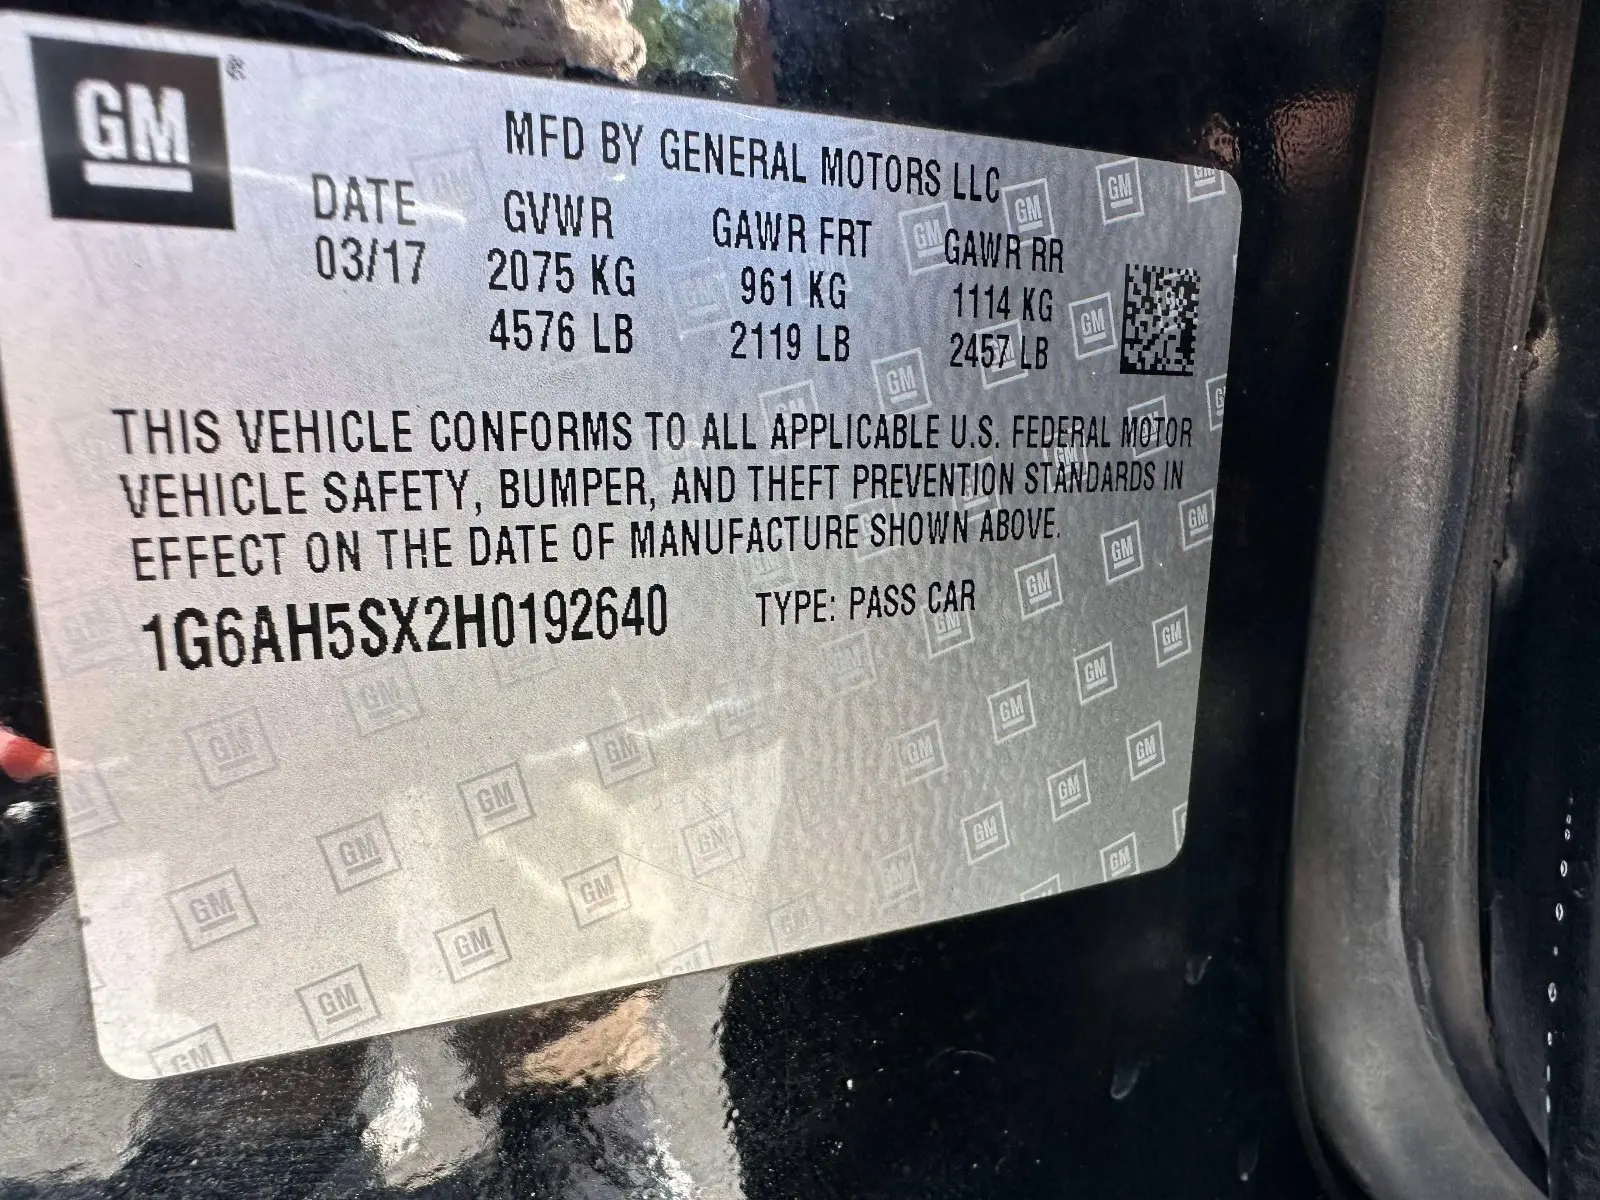 GM
MFD BY GENERAL MOTORS LLC
DATE GVWR GAWR FRT GAWR RR
03/17 2075 KG 961 KG 1114 KG
4576 LB 2119 LB 2457 LB
THIS VEHICLE CONFORMS TO ALL APPLICABLE U.S. FEDERAL MOTOR
VEHICLE SAFETY, BUMPER, AND THEFT PREVENTION STANDARDS IN
EFFECT ON THE DATE OF MANUFACTURE SHOWN ABOVE.
1G6AH5SX2H0192640 TYPE: PASS CAR